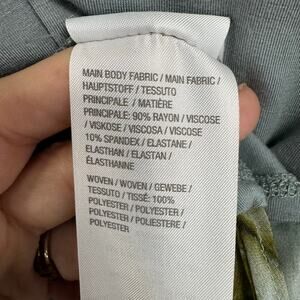 MAIN BODY FABRIC / MAIN FABRIC /
HAUPTSTOFF / TESSUTO
PRINCIPALE / MATIÈRE
PRINCIPALE: 90% RAYON / VISCOSE
/ VISKOSE / VISCOSA / VISCOSE
10% SPANDEX / ELASTANE /
ELASTHAN / ELASTAN /
ÉLASTHANNE
WOVEN / WOVEN / GEWEBE /
TESSUTO / TISSÉ: 100%
POLYESTER / POLYESTER /
POLYESTER / POLIESTERE /
POLYESTER